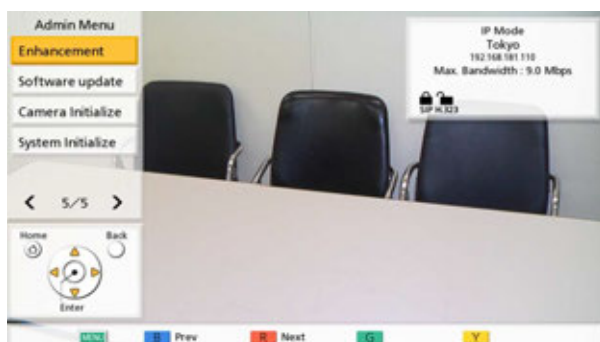 Admin Menu
Enhancement
Software update
Camera Initialize
System Initialize
< 5/5 >
Home Back
Enter
IP Mode
Tokyo
192.168.181.110
Max. Bandwidth : 9.0 Mbps
SIP H.323
MENU B Prev R Next G Y